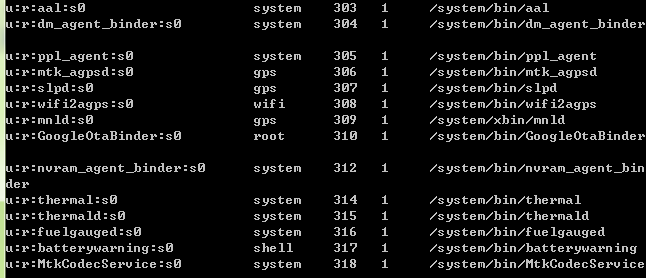 u:r:aal:s0 system 303 1 /system/bin/aal
u:r:dm_agent_binder:s0 system 304 1 /system/bin/dm_agent_binder
u:r:ppl_agent:s0 system 305 1 /system/bin/ppl_agent
u:r:mtk_agpsd:s0 gps 306 1 /system/bin/mtk_agpsd
u:r:slpd:s0 gps 307 1 /system/bin/slpd
u:r:wifi2agps:s0 wifi 308 1 /system/bin/wifi2agps
u:r:mnld:s0 gps 309 1 /system/xbin/mnld
u:r:GoogleOtaBinder:s0 root 310 1 /system/bin/GoogleOtaBinder
u:r:nvram_agent_binder:s0 system 312 1 /system/bin/nvram_agent_bin
der
u:r:thermal:s0 system 314 1 /system/bin/thermal
u:r:thermald:s0 system 315 1 /system/bin/thermald
u:r:fuelgauged:s0 system 316 1 /system/bin/fuelgauged
u:r:batterywarning:s0 shell 317 1 /system/bin/batterywarning
u:r:MtkCodecService:s0 system 318 1 /system/bin/MtkCodecService